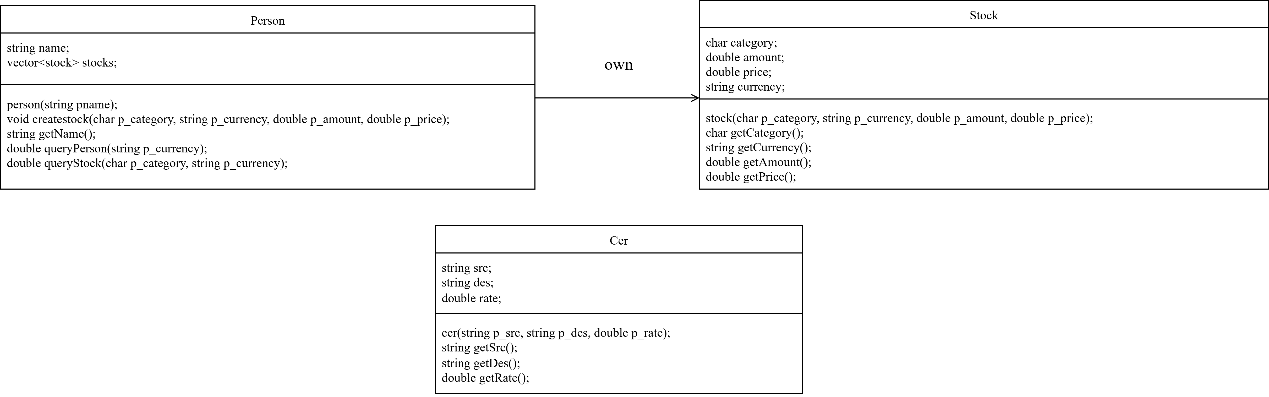 Person
string name;
vector<stock> stocks;
person(string pname);
void createstock(char p_category, string p_currency, double p_amount, double p_price);
string getName();
double queryPerson(string p_currency);
double queryStock(char p_category, string p_currency);
own
Stock
char category;
double amount;
double price;
string currency;
stock(char p_category, string p_currency, double p_amount, double p_price);
char getCategory();
string getCurrency();
double getAmount();
double getPrice();
Cer
string src;
string des;
double rate;
cer(string p_src, string p_des, double p_rate);
string getSrc();
string getDes();
double getRate();